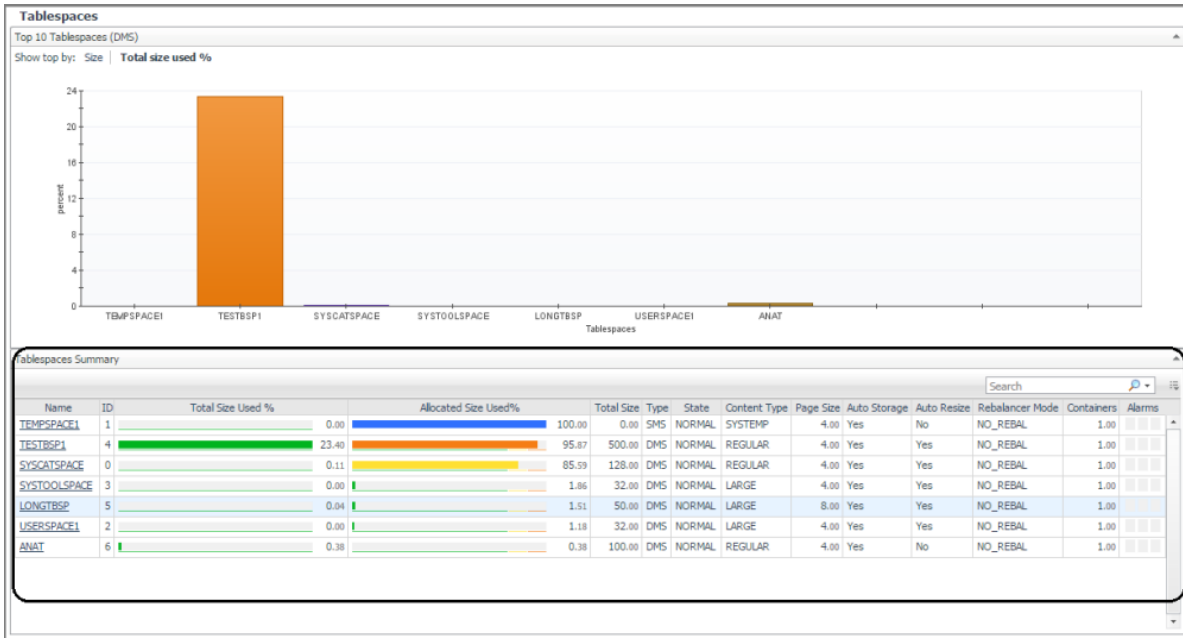 Tablespaces
Top 10 Tablespaces (DMS)
Show top by: Size | Total size used %
24
20
16
12
8
4
0
percent
TEMPSPACE1 TESTBSP1 SYSCATSPACE SYSTOOLSPACE LONGTBSP USERSPACE1 ANAT
Tablespaces
Tablespaces Summary
Search
Name ID Total Size Used % Allocated Size Used% Total Size Type State Content Type Page Size Auto Storage Auto Resize Rebalancer Mode Containers Alarms
TEMPSPACE1 1 0.00 100.00 0.00 SMS NORMAL SYSTEMP 4.00 Yes No NO_REBAL 1.00
TESTBSP1 4 23.40 95.87 500.00 DMS NORMAL REGULAR 4.00 Yes Yes NO_REBAL 1.00
SYSCATSPACE 0 0.11 85.59 128.00 DMS NORMAL REGULAR 4.00 Yes Yes NO_REBAL 1.00
SYSTOOLSPACE 3 0.00 1.86 32.00 DMS NORMAL LARGE 4.00 Yes Yes NO_REBAL 1.00
LONGTBSP 5 0.04 1.51 50.00 DMS NORMAL LARGE 8.00 Yes Yes NO_REBAL 1.00
USERSPACE1 2 0.00 1.18 32.00 DMS NORMAL LARGE 4.00 Yes Yes NO_REBAL 1.00
ANAT 6 0.38 0.38 100.00 DMS NORMAL REGULAR 4.00 Yes No NO_REBAL 1.00